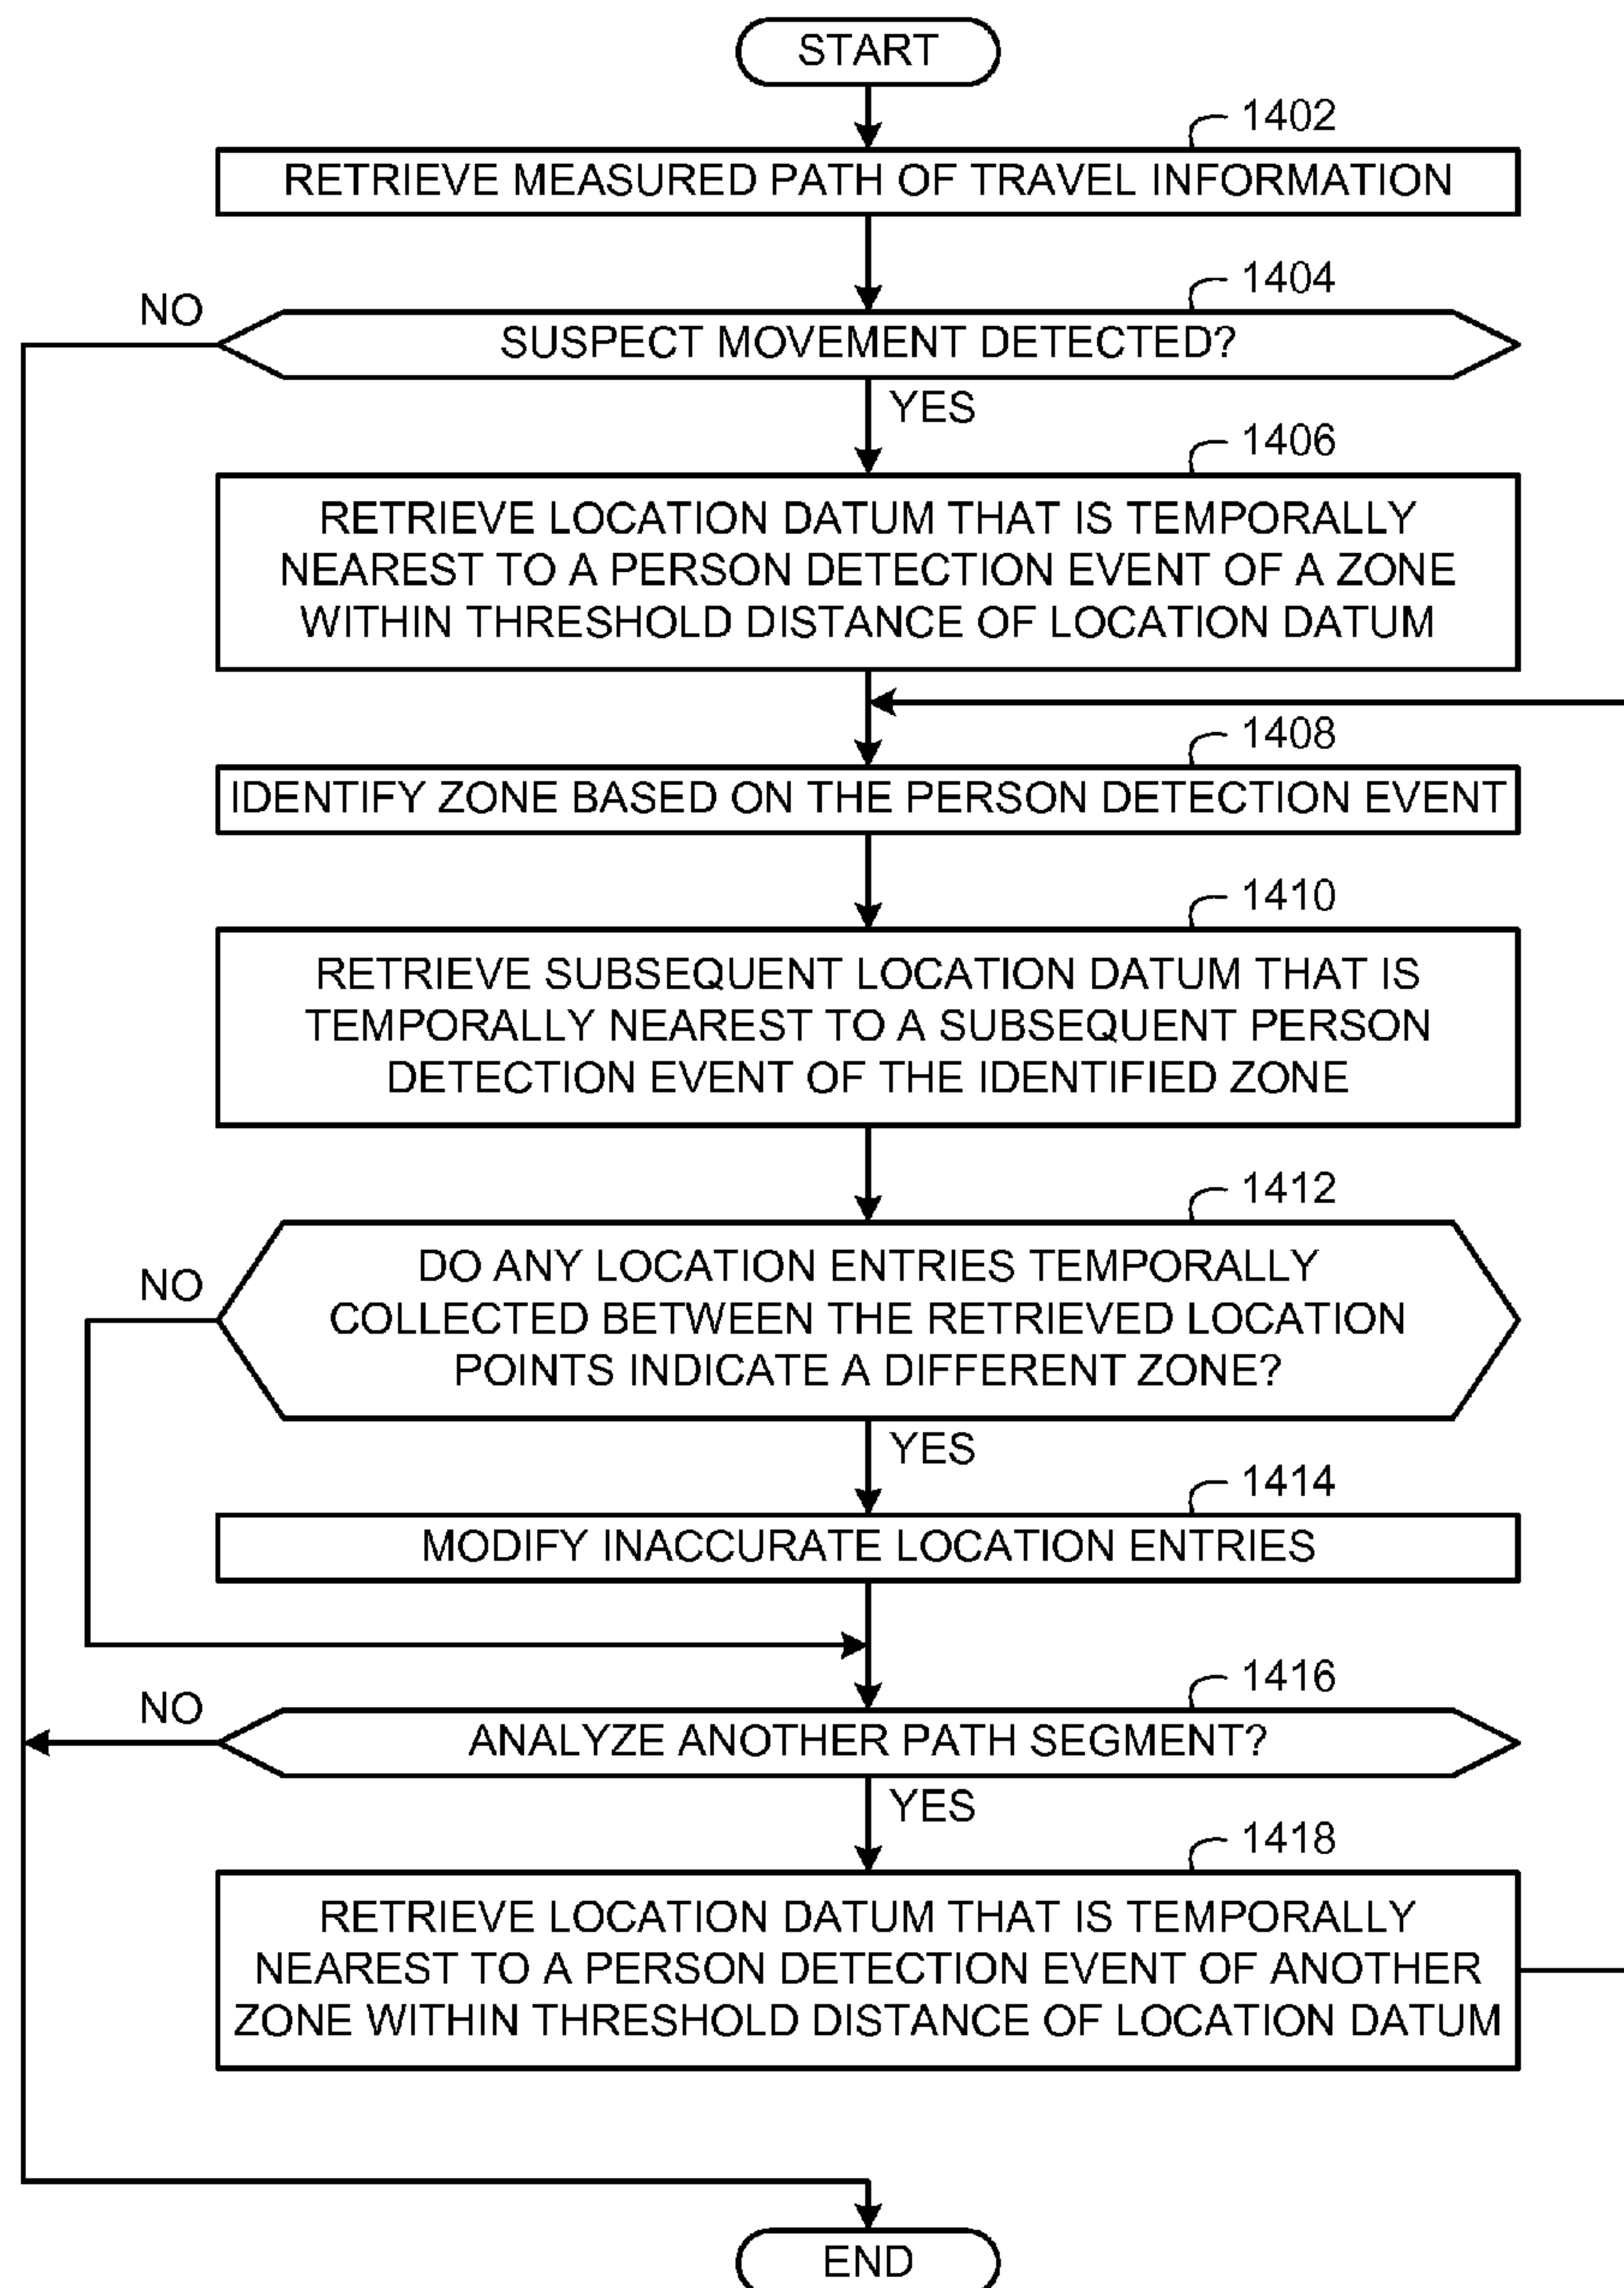 START
1402
RETRIEVE MEASURED PATH OF TRAVEL INFORMATION
1404
NO
SUSPECT MOVEMENT DETECTED?
YES
1406
RETRIEVE LOCATION DATUM THAT IS TEMPORALLY
NEAREST TO A PERSON DETECTION EVENT OF A ZONE
WITHIN THRESHOLD DISTANCE OF LOCATION DATUM
1408
IDENTIFY ZONE BASED ON THE PERSON DETECTION EVENT
1410
RETRIEVE SUBSEQUENT LOCATION DATUM THAT IS
TEMPORALLY NEAREST TO A SUBSEQUENT PERSON
DETECTION EVENT OF THE IDENTIFIED ZONE
1412
NO
DO ANY LOCATION ENTRIES TEMPORALLY
COLLECTED BETWEEN THE RETRIEVED LOCATION
POINTS INDICATE A DIFFERENT ZONE?
YES
1414
MODIFY INACCURATE LOCATION ENTRIES
1416
NO
ANALYZE ANOTHER PATH SEGMENT?
YES
1418
RETRIEVE LOCATION DATUM THAT IS TEMPORALLY
NEAREST TO A PERSON DETECTION EVENT OF ANOTHER
ZONE WITHIN THRESHOLD DISTANCE OF LOCATION DATUM
END